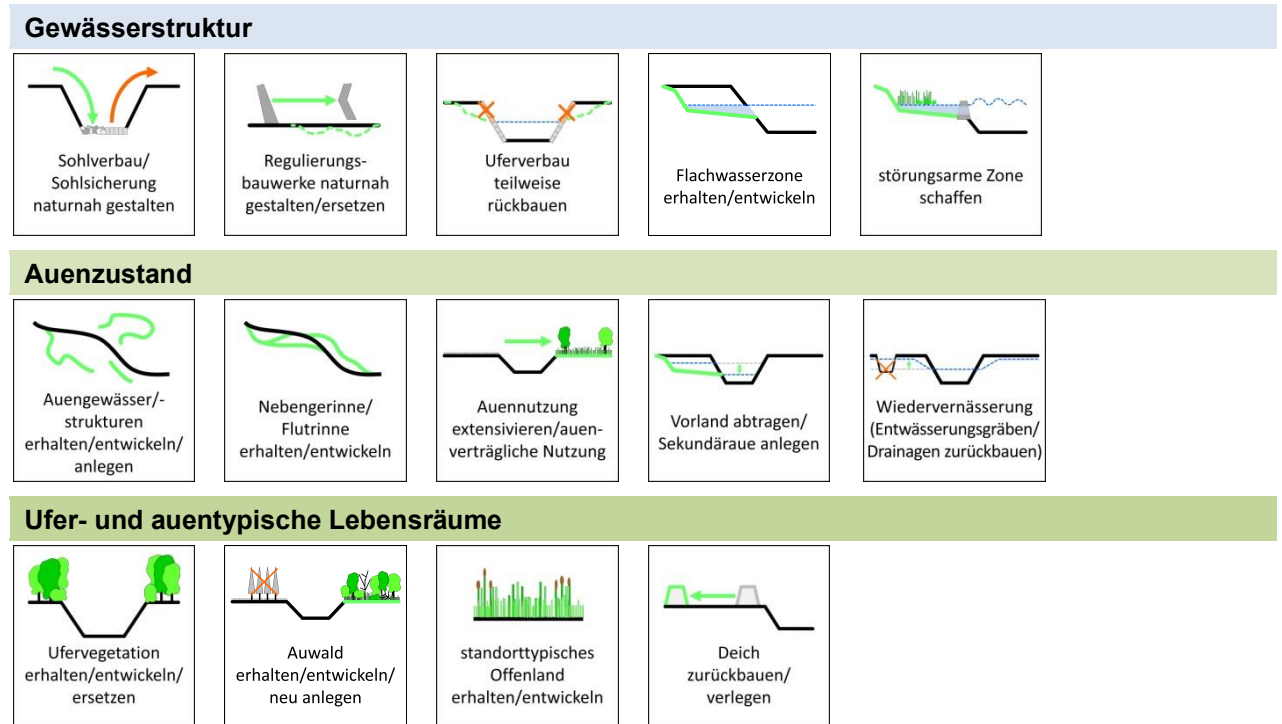 Gewässerstruktur
Sohlverbau/
Sohlsicherung
naturnah gestalten
Regulierungs-
bauwerke naturnah
gestalten/ersetzen
Uferverbau
teilweise
rückbauen
Flachwasserzone
erhalten/entwickeln
störungsarme Zone
schaffen
Auenzustand
Auengewässer/-
strukturen
erhalten/entwickeln/
anlegen
Nebengerinne/
Flutrinne
erhalten/entwickeln
Auennutzung
extensivieren/auen-
verträgliche Nutzung
Vorland abtragen/
Sekundäraue anlegen
Wiedervernässerung
(Entwässerungsgräben/
Drainagen zurückbauen)
Ufer- und auentypische Lebensräume
Ufervegetation
erhalten/entwickeln/
ersetzen
Auwald
erhalten/entwickeln/
neu anlegen
standorttypisches
Offenland
erhalten/entwickeln
Deich
zurückbauen/
verlegen